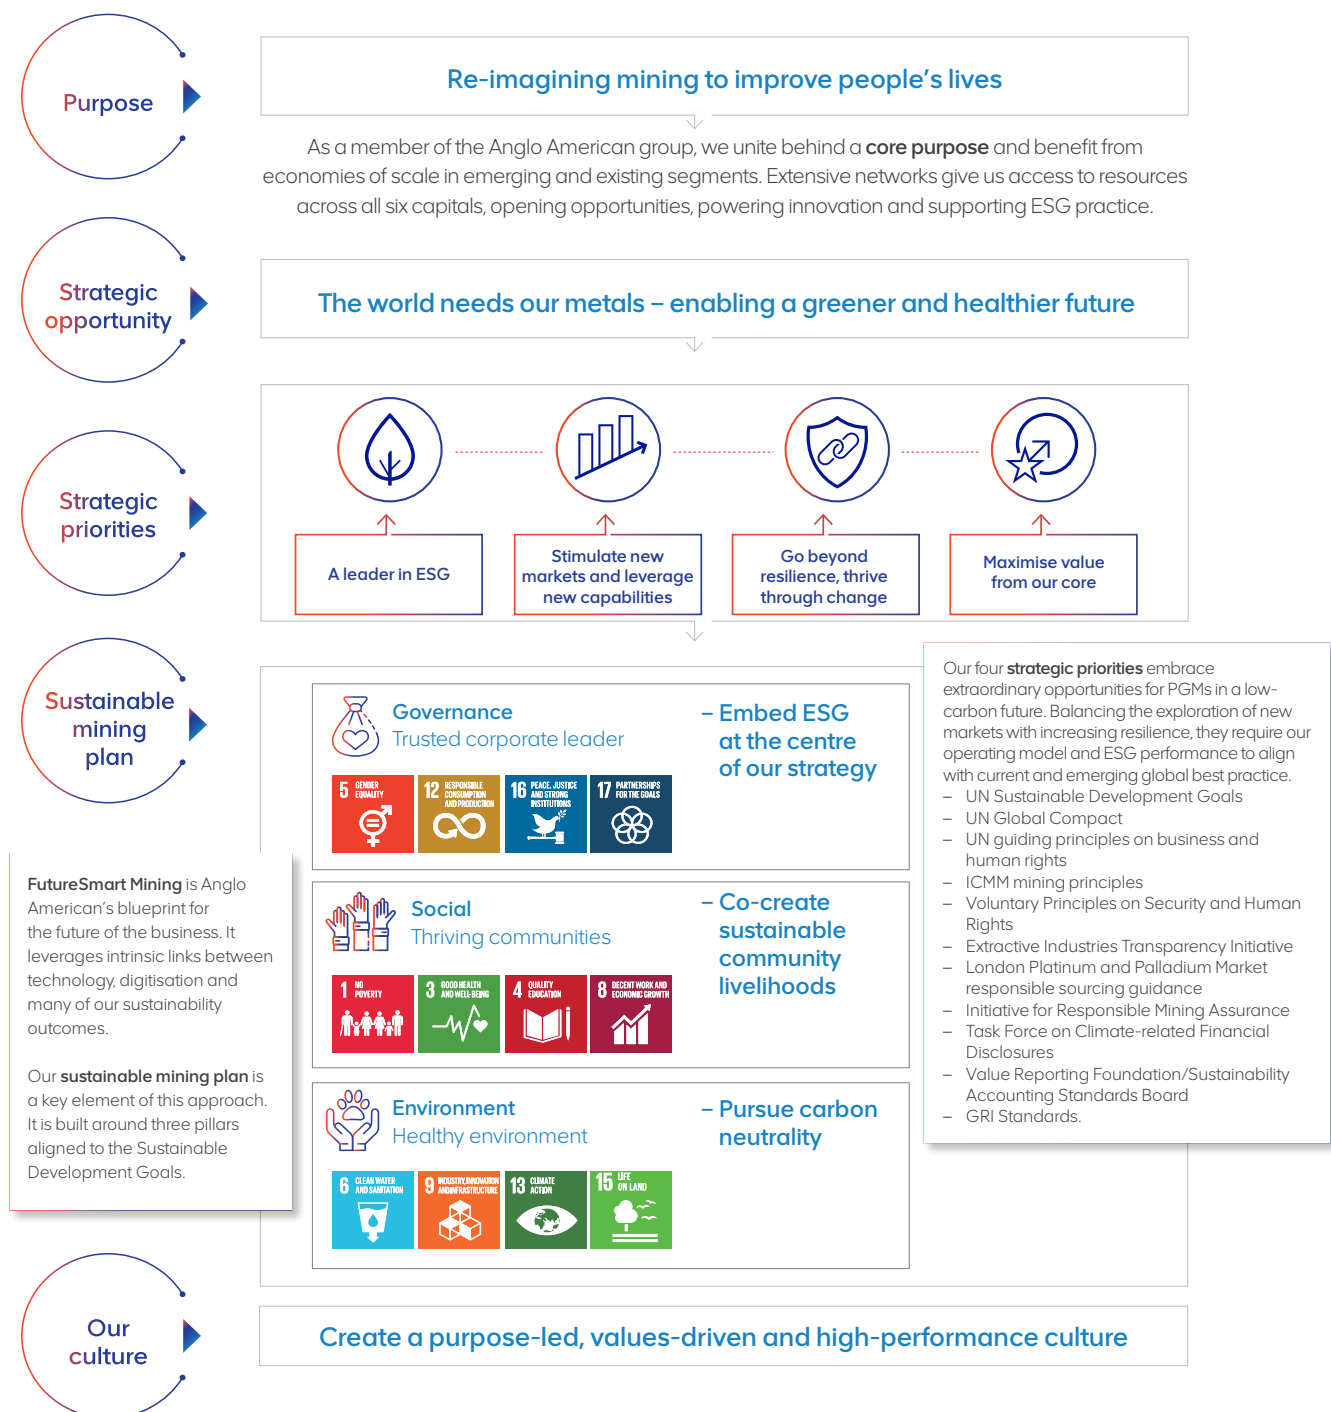 Purpose
Re-imagining mining to improve people's lives
As a member of the Anglo American group, we unite behind a core purpose and benefit from
economies of scale in emerging and existing segments. Extensive networks give us access to resources
across all six capitals, opening opportunities, powering innovation and supporting ESG practice.
Strategic
opportunity
The world needs our metals – enabling a greener and healthier future
Strategic
priorities
A leader in ESG
Stimulate new
markets and leverage
new capabilities
Go beyond
resilience, thrive
through change
Maximise value
from our core
Sustainable
mining
plan
Governance
Trusted corporate leader
– Embed ESG
at the centre
of our strategy
5 GENDER
EQUALITY
12 RESPONSIBLE
CONSUMPTION
AND PRODUCTION
16 PEACE, JUSTICE
AND STRONG
INSTITUTIONS
17 PARTNERSHIPS
FOR THE GOALS
Social
Thriving communities
– Co-create
sustainable
community
livelihoods
1 NO
POVERTY
3 GOOD HEALTH
AND WELL-BEING
4 QUALITY
EDUCATION
8 DECENT WORK AND
ECONOMIC GROWTH
Environment
Healthy environment
– Pursue carbon
neutrality
6 CLEAN WATER
AND SANITATION
9 INDUSTRY, INNOVATION
AND INFRASTRUCTURE
13 CLIMATE
ACTION
15 LIFE
ON LAND
Our four strategic priorities embrace
extraordinary opportunities for PGMs in a low-
carbon future. Balancing the exploration of new
markets with increasing resilience, they require our
operating model and ESG performance to align
with current and emerging global best practice.
– UN Sustainable Development Goals
– UN Global Compact
– UN guiding principles on business and
human rights
– ICMM mining principles
– Voluntary Principles on Security and Human
Rights
– Extractive Industries Transparency Initiative
– London Platinum and Palladium Market
responsible sourcing guidance
– Initiative for Responsible Mining Assurance
– Task Force on Climate-related Financial
Disclosures
– Value Reporting Foundation/Sustainability
Accounting Standards Board
– GRI Standards.
FutureSmart Mining is Anglo
American's blueprint for
the future of the business. It
leverages intrinsic links between
technology, digitisation and
many of our sustainability
outcomes.
Our sustainable mining plan is
a key element of this approach.
It is built around three pillars
aligned to the Sustainable
Development Goals.
Our
culture
Create a purpose-led, values-driven and high-performance culture